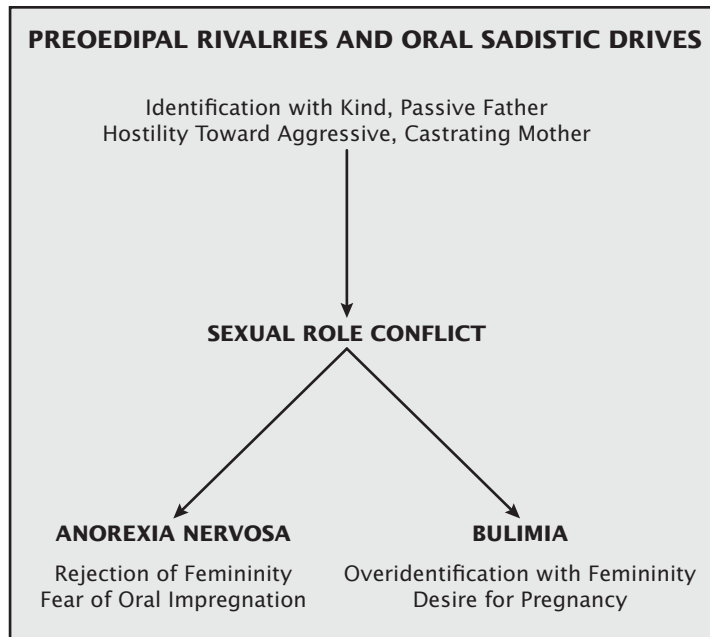 PREOEDIPAL RIVALRIES AND ORAL SADISTIC DRIVES
Identification with Kind, Passive Father
Hostility Toward Aggressive, Castrating Mother
SEXUAL ROLE CONFLICT
ANOREXIA NERVOSA
Rejection of Femininity
Fear of Oral Impregnation
BULIMIA
Overidentification with Femininity
Desire for Pregnancy